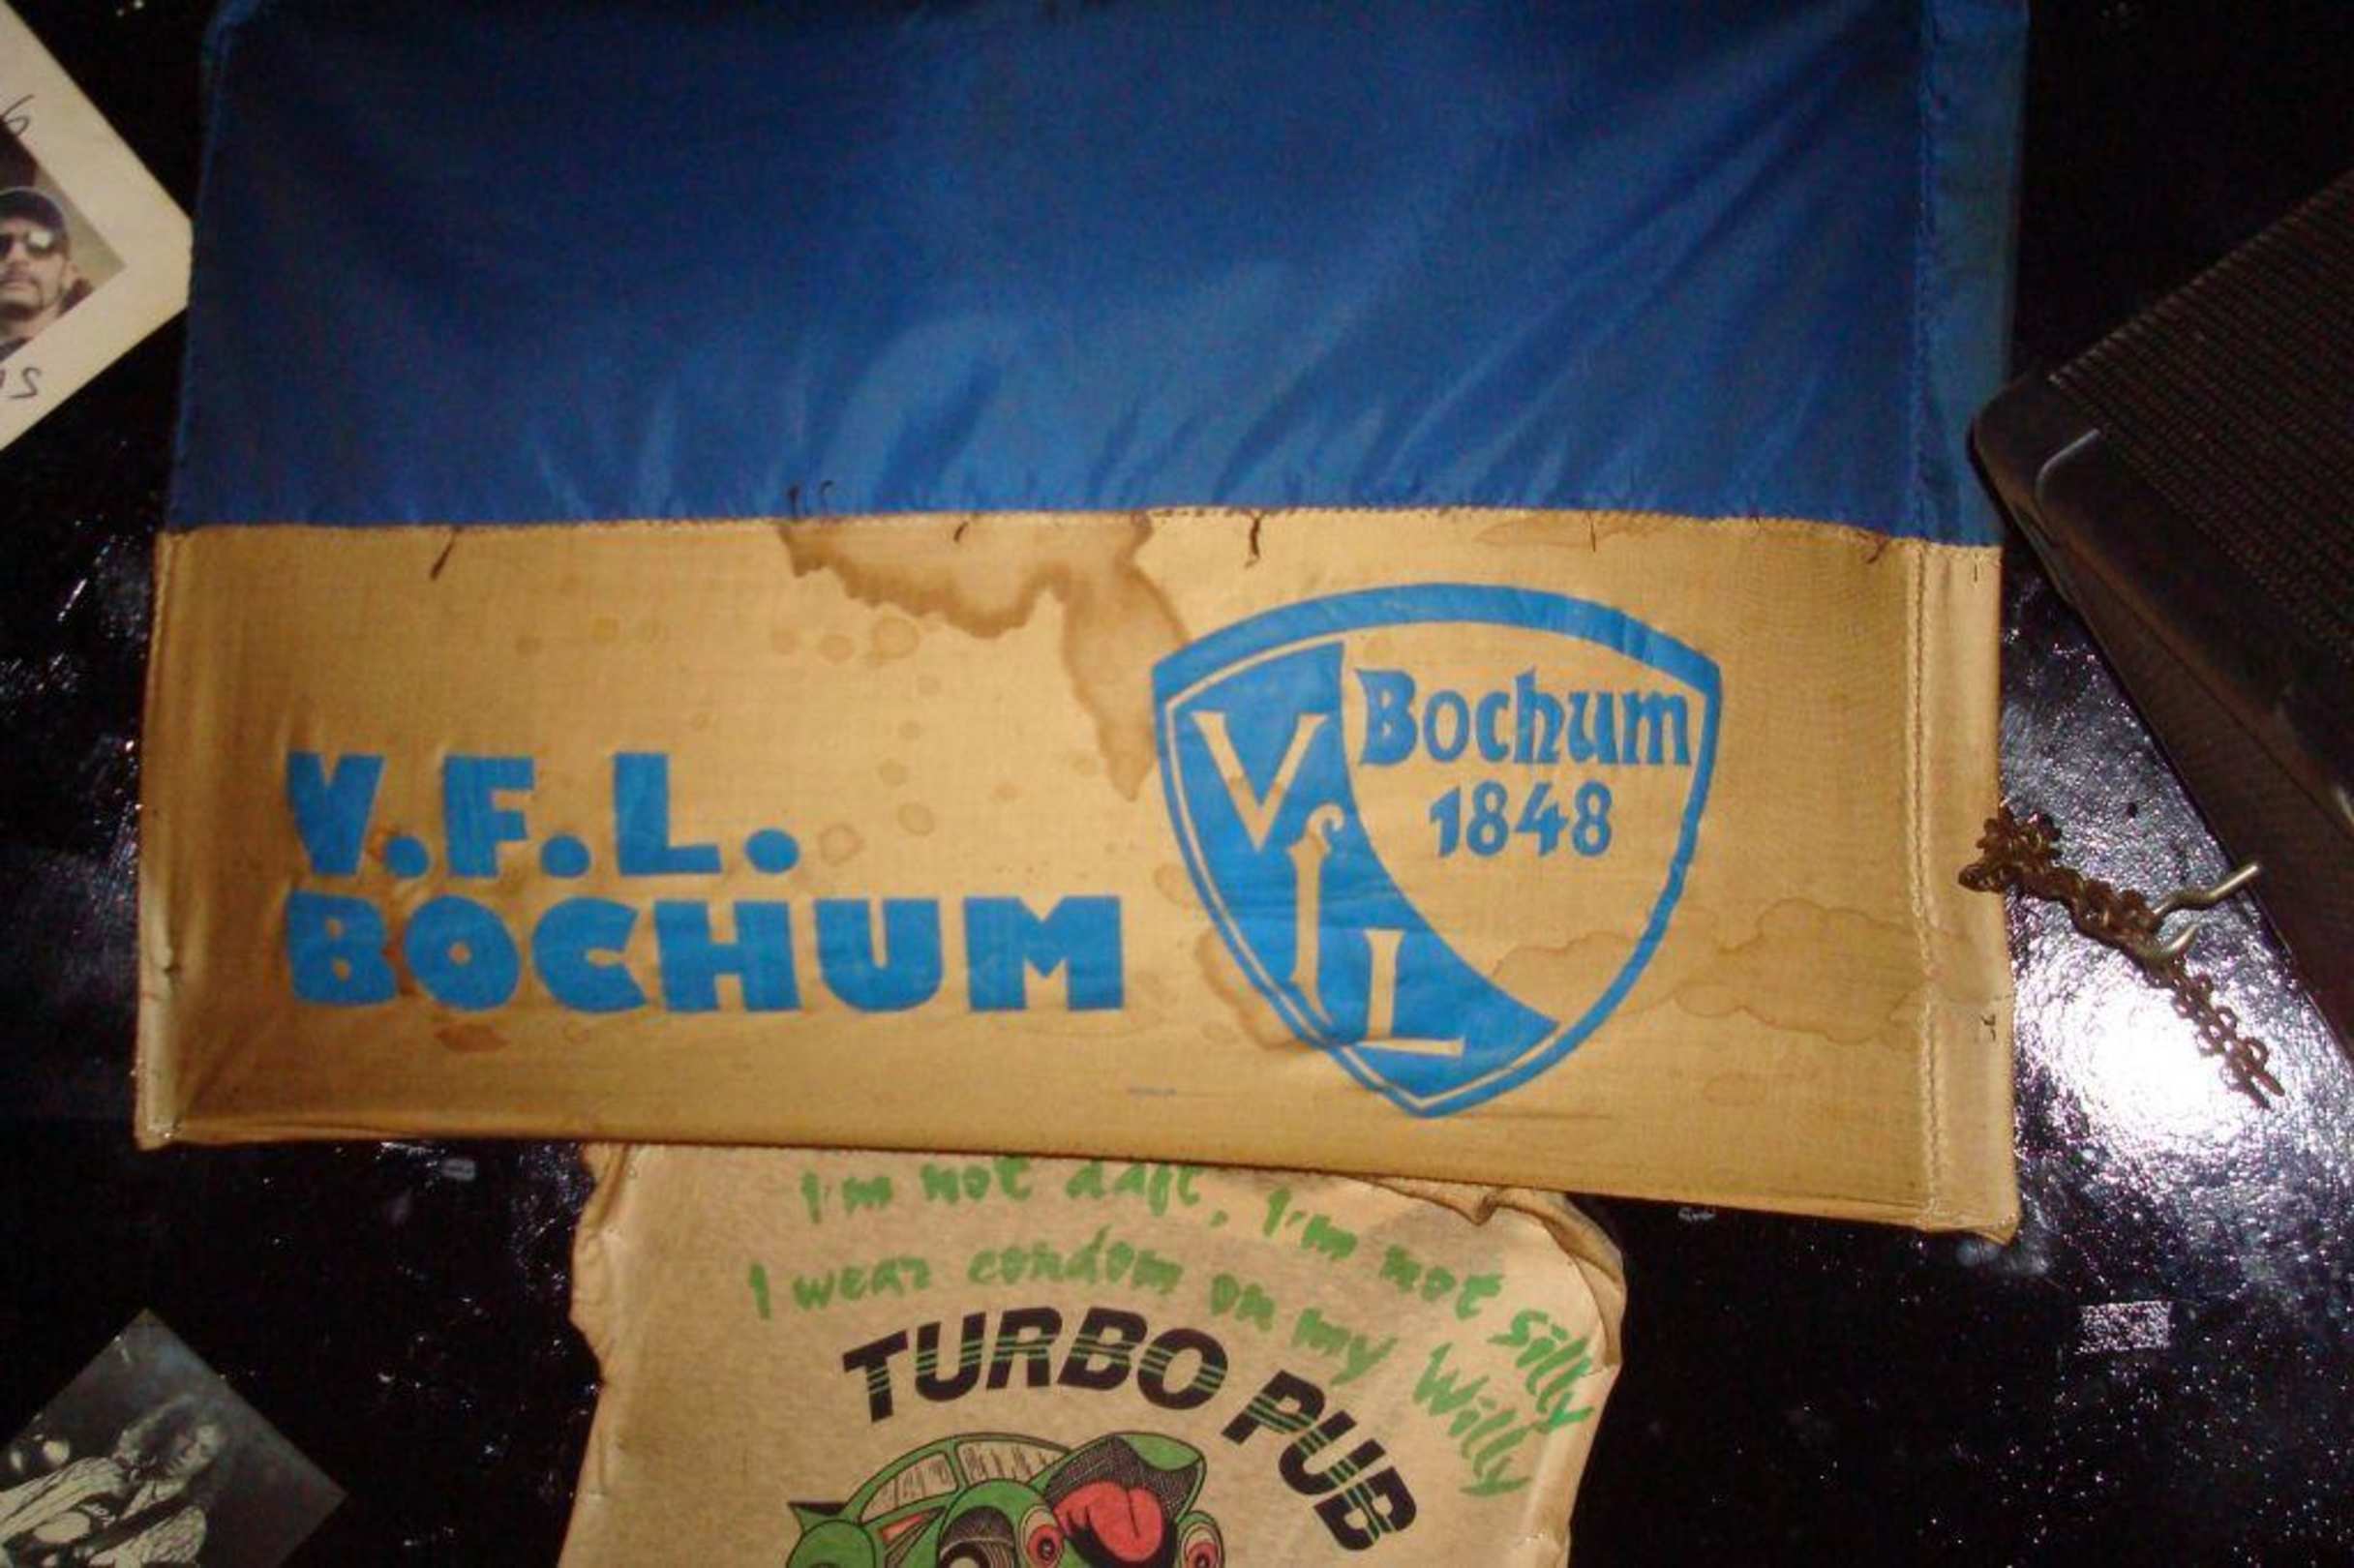 V.F.L.
BOCHUM
VfL
Bochum
1848
I'm not daft, I'm not silly
I wear condom on my Willy
TURBO PUB